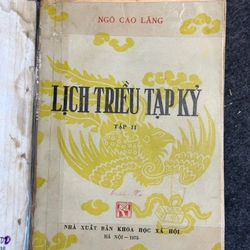 NGÔ CAO LÃNG
LỊCH TRIỀU TẠP KỶ
TẬP II
NHÀ XUẤT BẢN KHOA HỌC XÃ HỘI
HÀ NỘI — 1975